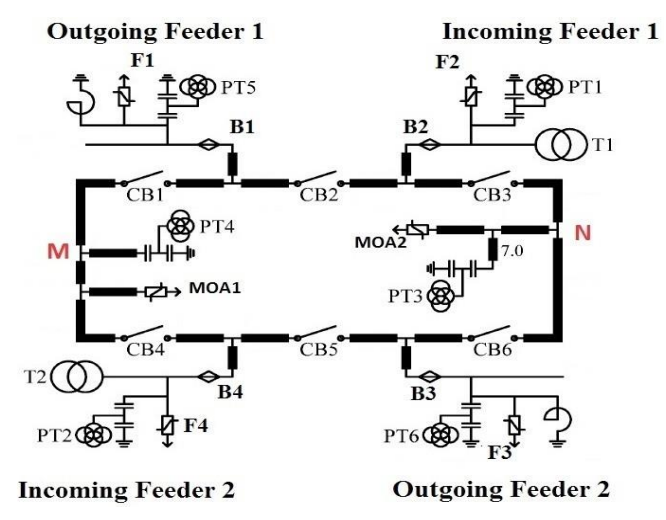 Outgoing Feeder 1
Incoming Feeder 1
F1
F2
PT5
PT1
B1
B2
T1
CB1
CB2
CB3
PT4
M
MOA2
N
7.0
MOA1
PT3
CB4
CB5
CB6
T2
B4
B3
PT2
F4
PT6
F3
Incoming Feeder 2
Outgoing Feeder 2